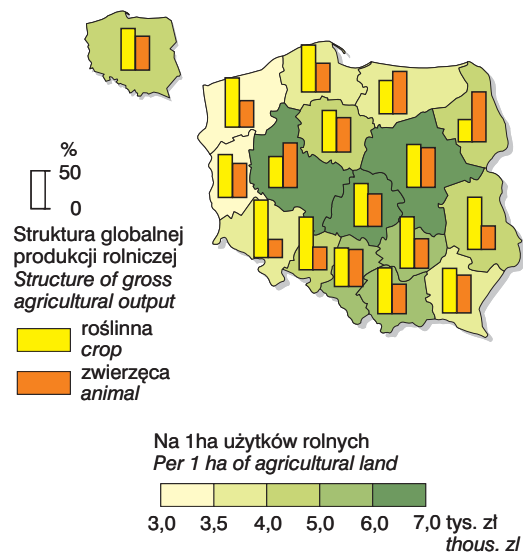 %
50
0
Struktura globalnej
produkcji rolniczej
Structure of gross
agricultural output
roślinna
crop
zwierzęca
animal
Na 1ha użytków rolnych
Per 1 ha of agricultural land
3,0 3,5 4,0 5,0 6,0 7,0 tys. zł
thous. zl